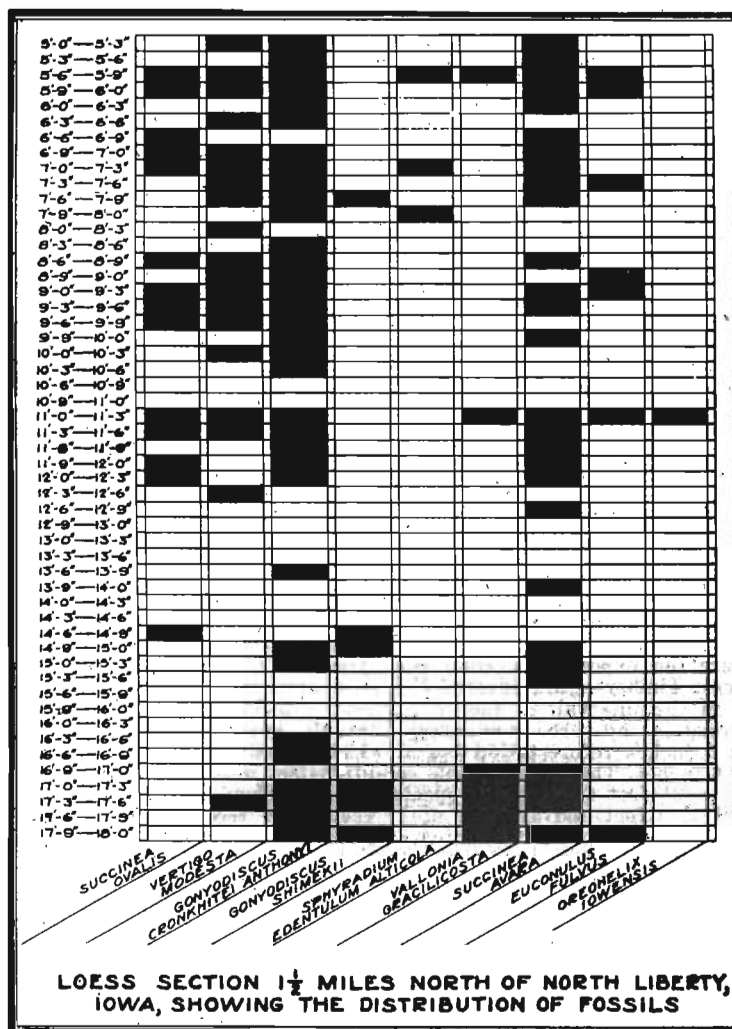 5'-0"—5'-3"
5'-3"—5'-6"
5'-6"—5'-9"
5'-9"—6'-0"
6'-0"—6'-3"
6'-3"—6'-6"
6'-6"—6'-9"
6'-9"—7'-0"
7'-0"—7'-3"
7'-3"—7'-6"
7'-6"—7'-9"
7'-9"—8'-0"
8'-0"—8'-3"
8'-3"—8'-6"
8'-6"—8'-9"
8'-9"—9'-0"
9'-0"—9'-3"
9'-3"—9'-6"
9'-6"—9'-9"
9'-9"—10'-0"
10'-0"—10'-3"
10'-3"—10'-6"
10'-6"—10'-9"
10'-9"—11'-0"
11'-0"—11'-3"
11'-3"—11'-6"
11'-6"—11'-9"
11'-9"—12'-0"
12'-0"—12'-3"
12'-3"—12'-6"
12'-6"—12'-9"
12'-9"—13'-0"
13'-0"—13'-3"
13'-3"—13'-6"
13'-6"—13'-9"
13'-9"—14'-0"
14'-0"—14'-3"
14'-3"—14'-6"
14'-6"—14'-9"
14'-9"—15'-0"
15'-0"—15'-3"
15'-3"—15'-6"
15'-6"—15'-9"
15'-9"—16'-0"
16'-0"—16'-3"
16'-3"—16'-6"
16'-6"—16'-9"
16'-9"—17'-0"
17'-0"—17'-3"
17'-3"—17'-6"
17'-6"—17'-9"
17'-9"—18'-0"
SUCCINEA
OVALIS
VERTIGO
MODESTA
GONYODISCUS
CRONKHITEI ANTHONYI
GONYODISCUS
SHIMEKII
SPHYRADIUM
EDENTULUM ALTICOLA
VALLONIA
GRACILICOSTA
SUCCINEA
AVARA
EUCONULUS
FULVUS
OREOHELIX
IOWENSIS
LOESS SECTION 1½ MILES NORTH OF NORTH LIBERTY,
IOWA, SHOWING THE DISTRIBUTION OF FOSSILS